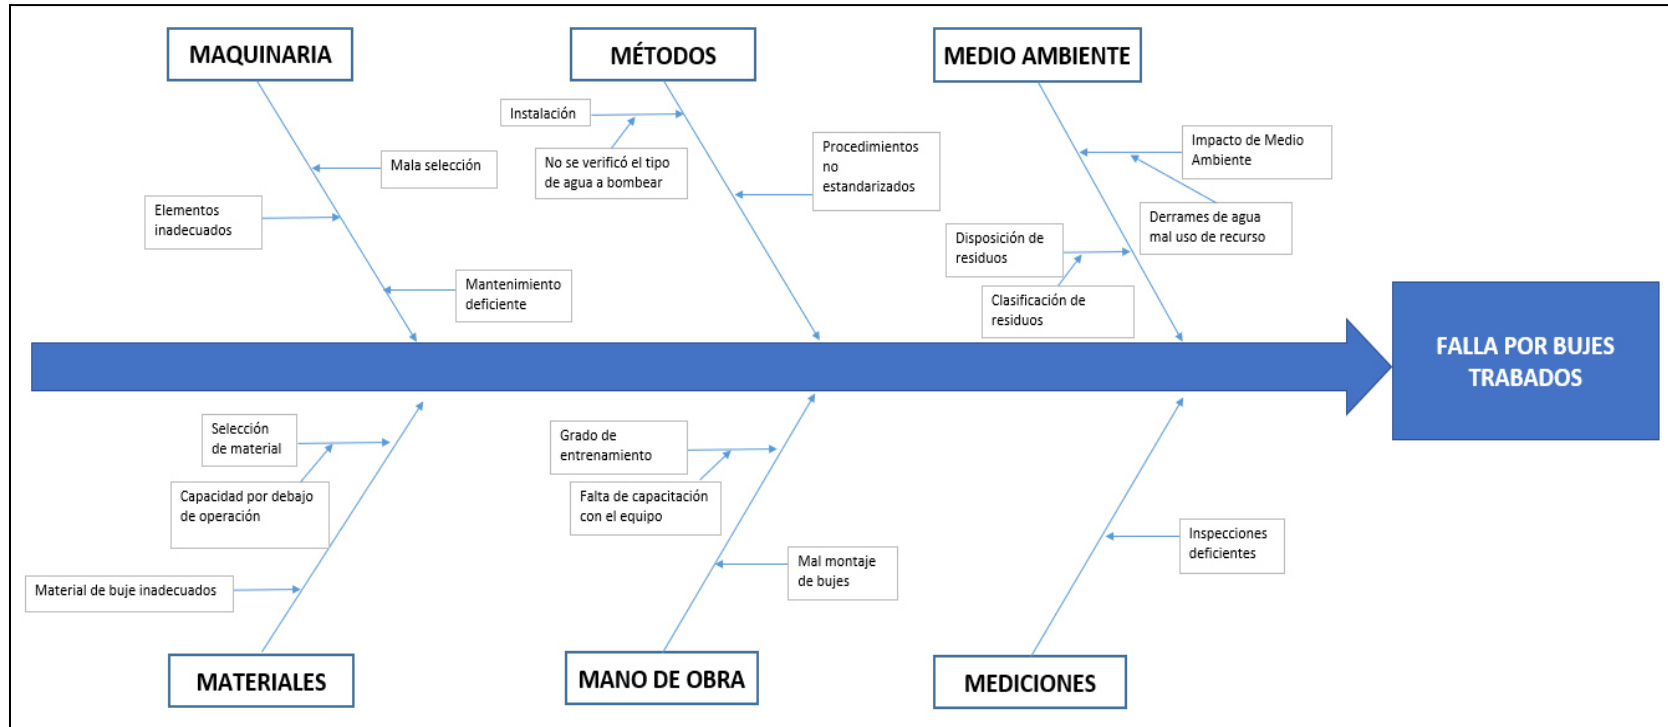 MAQUINARIA
MÉTODOS
MEDIO AMBIENTE
Instalación
No se verificó el tipo
de agua a bombear
Mala selección
Procedimientos
no
estandarizados
Impacto de Medio
Ambiente
Elementos
inadecuados
Derrames de agua
mal uso de recurso
Disposición de
residuos
Mantenimiento
deficiente
Clasificación de
residuos
FALLA POR BUJES
TRABADOS
Selección
de material
Grado de
entrenamiento
Capacidad por debajo
de operación
Falta de capacitación
con el equipo
Inspecciones
deficientes
Mal montaje
de bujes
Material de buje inadecuados
MATERIALES
MANO DE OBRA
MEDICIONES